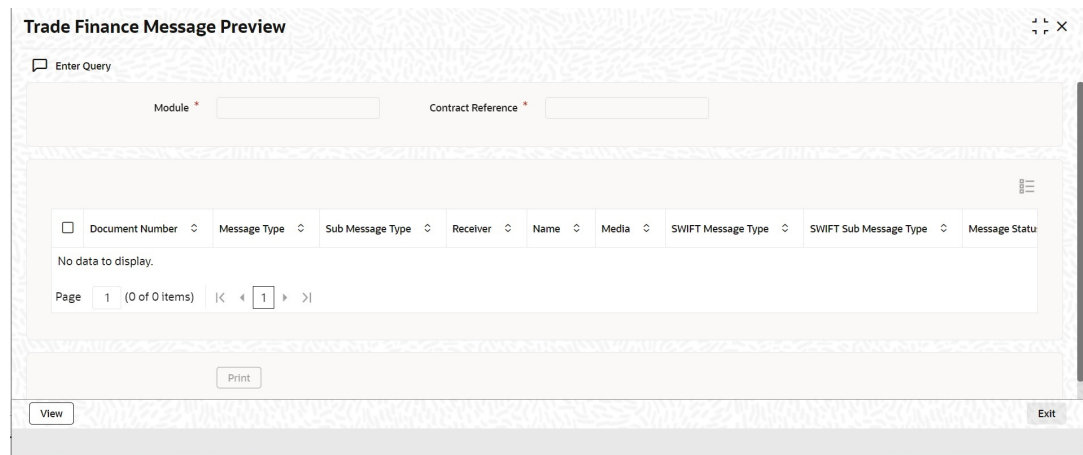 Trade Finance Message Preview
Enter Query
Module * Contract Reference *
Document Number Message Type Sub Message Type Receiver Name Media SWIFT Message Type SWIFT Sub Message Type Message Statu
No data to display.
Page 1 (0 of 0 items) 1
Print
View Exit